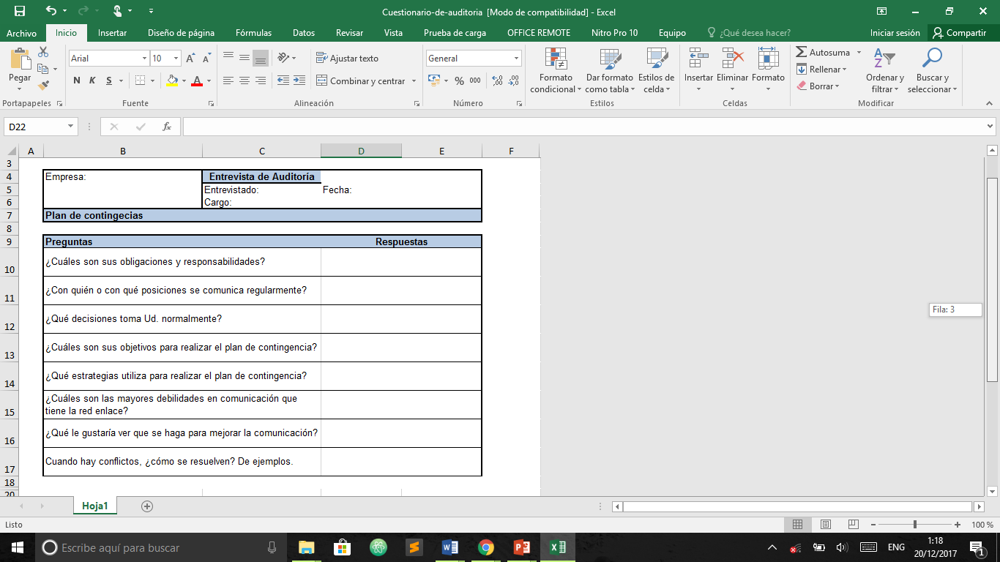 Cuestionario-de-auditoria [Modo de compatibilidad] - Excel
Archivo Inicio Insertar Diseño de página Fórmulas Datos Revisar Vista Prueba de carga OFFICE REMOTE Nitro Pro 10 Equipo ¿Qué desea hacer? Iniciar sesión Compartir
Pegar
Arial 10
N K S
Ajustar texto
Combinar y centrar
General
% 000
Formato condicional
Dar formato como tabla
Estilos de celda
Insertar Eliminar Formato
Autosuma
Rellenar
Borrar
Ordenar y filtrar
Buscar y seleccionar
Portapapeles Fuente Alineación Número Estilos Celdas Modificar
D22 fx
A B C D E F
3
4 Empresa: Entrevista de Auditoría
5 Entrevistado: Fecha:
6 Cargo:
7 Plan de contingecias
8
9 Preguntas Respuestas
10 ¿Cuáles son sus obligaciones y responsabilidades?
11 ¿Con quién o con qué posiciones se comunica regularmente?
12 ¿Qué decisiones toma Ud. normalmente?
13 ¿Cuáles son sus objetivos para realizar el plan de contingencia?
14 ¿Qué estrategias utiliza para realizar el plan de contingencia?
¿Cuáles son las mayores debilidades en comunicación que
15 tiene la red enlace?
16 ¿Qué le gustaría ver que se haga para mejorar la comunicación?
17 Cuando hay conflictos, ¿cómo se resuelven? De ejemplos.
18
20
Fila: 3
Hoja1
Listo 100 %
Escribe aquí para buscar
ENG
1:18
20/12/2017
1